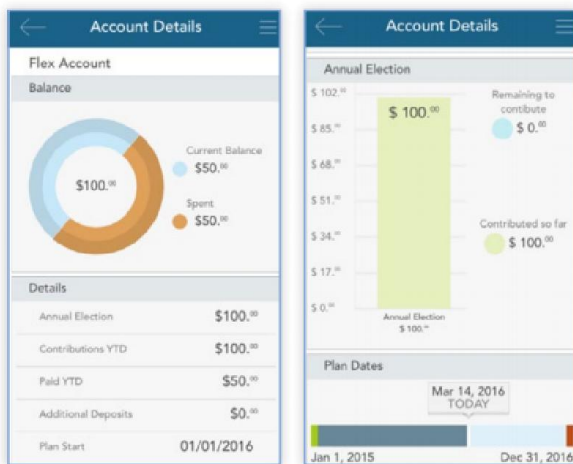 Account Details
Flex Account
Balance
$100.00
Current Balance
$50.00
Spent
$50.00
Details
Annual Election $100.00
Contributions YTD $100.00
Paid YTD $50.00
Additional Deposits $0.00
Plan Start 01/01/2016
Account Details
Annual Election
$ 102.00
$ 85.00
$ 68.00
$ 51.00
$ 34.00
$ 17.00
$ 0.00
$ 100.00
Annual Election
$ 100.00
Remaining to
contibute
$ 0.00
Contributed so far
$ 100.00
Plan Dates
Mar 14, 2016
TODAY
Jan 1, 2015 Dec 31, 2016